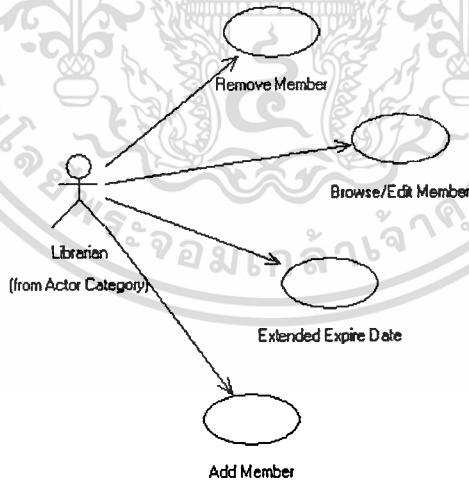 Remove Member
Browse/Edit Member
Librarian
(from Actor Category)
Extended Expire Date
Add Member